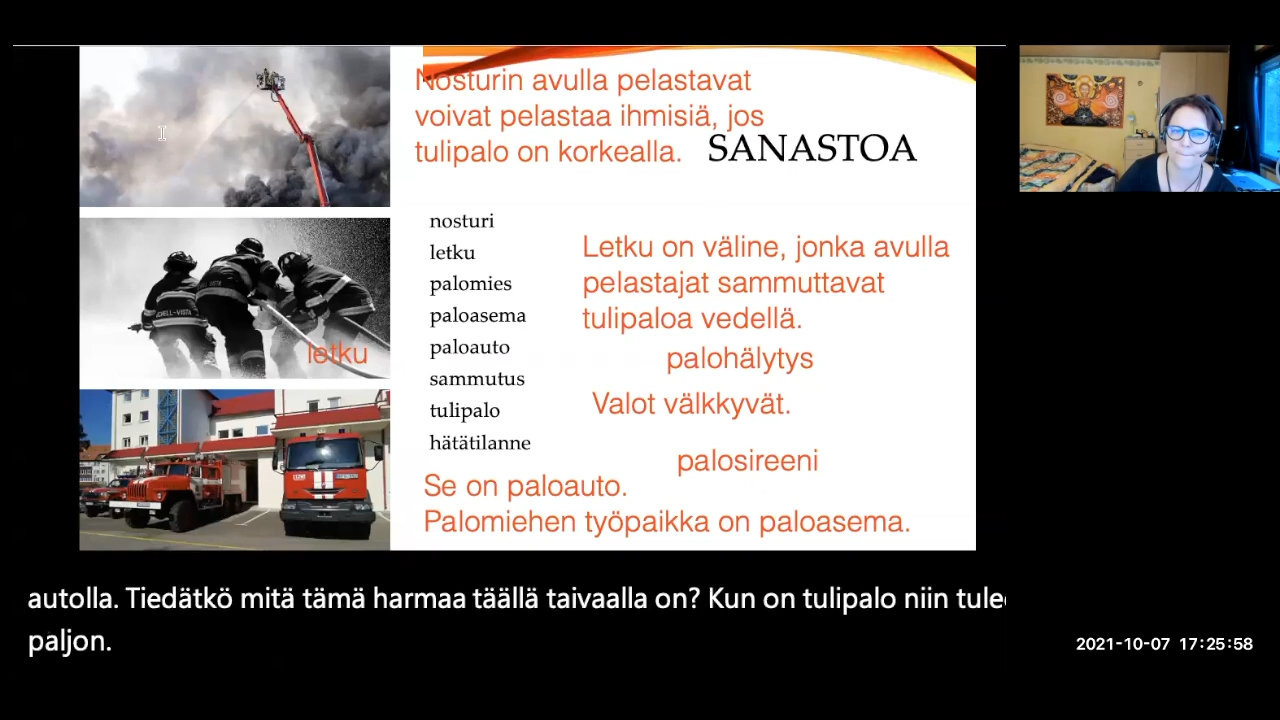 Nosturin avulla pelastavat
voivat pelastaa ihmisiä, jos
tulipalo on korkealla.
SANASTOA
nosturi
letku
palomies
paloasema
paloauto
sammutus
tulipalo
hätätilanne
Letku on väline, jonka avulla
pelastajat sammuttavat
tulipaloa vedellä.
palohälytys
Valot välkkyvät.
palosireeni
Se on paloauto.
Palomiehen työpaikka on paloasema.
letku
autolla. Tiedätkö mitä tämä harmaa täällä taivaalla on? Kun on tulipalo niin tulee
paljon.
2021-10-07 17:25:58